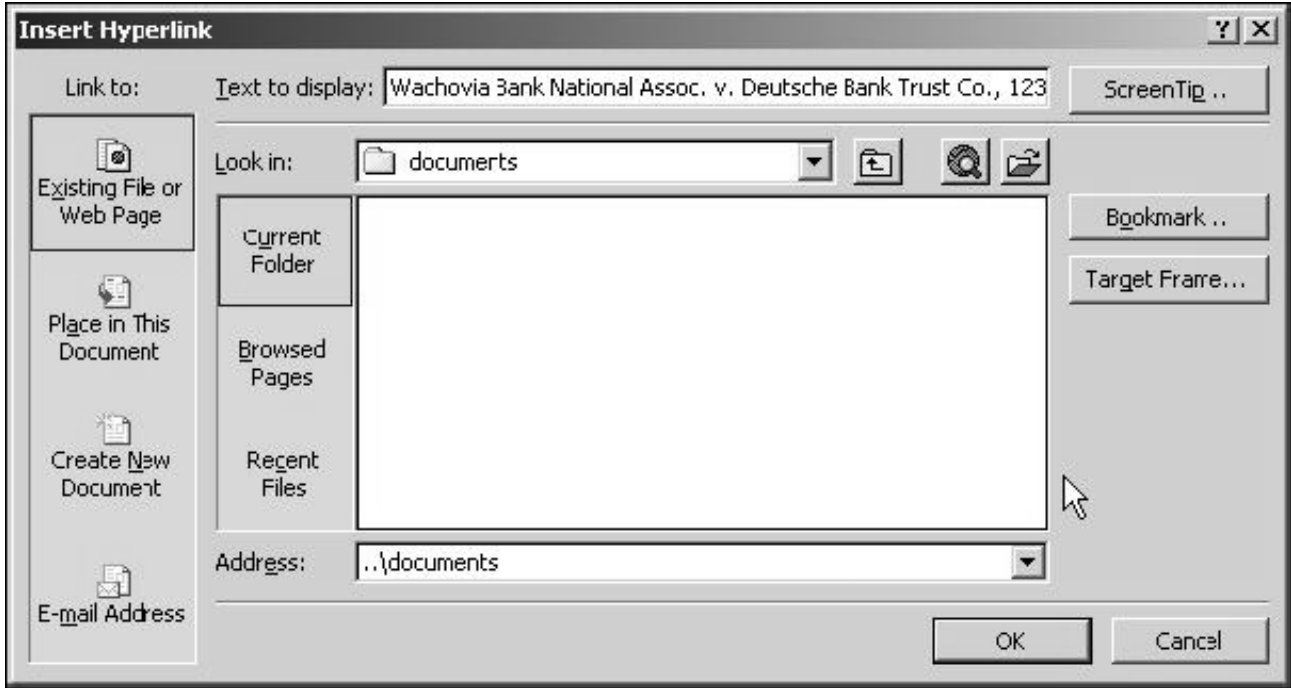 Insert Hyperlink
Link to:
Text to display:
Wachovia Bank National Assoc. v. Deutsche Bank Trust Co., 123
ScreenTip ..
Existing File or
Web Page
Look in:
documents
Current
Folder
Bookmark ..
Target Frame...
Place in This
Document
Browsed
Pages
Create New
Document
Recent
Files
E-mail Address
Address:
..\documents
OK
Cancel